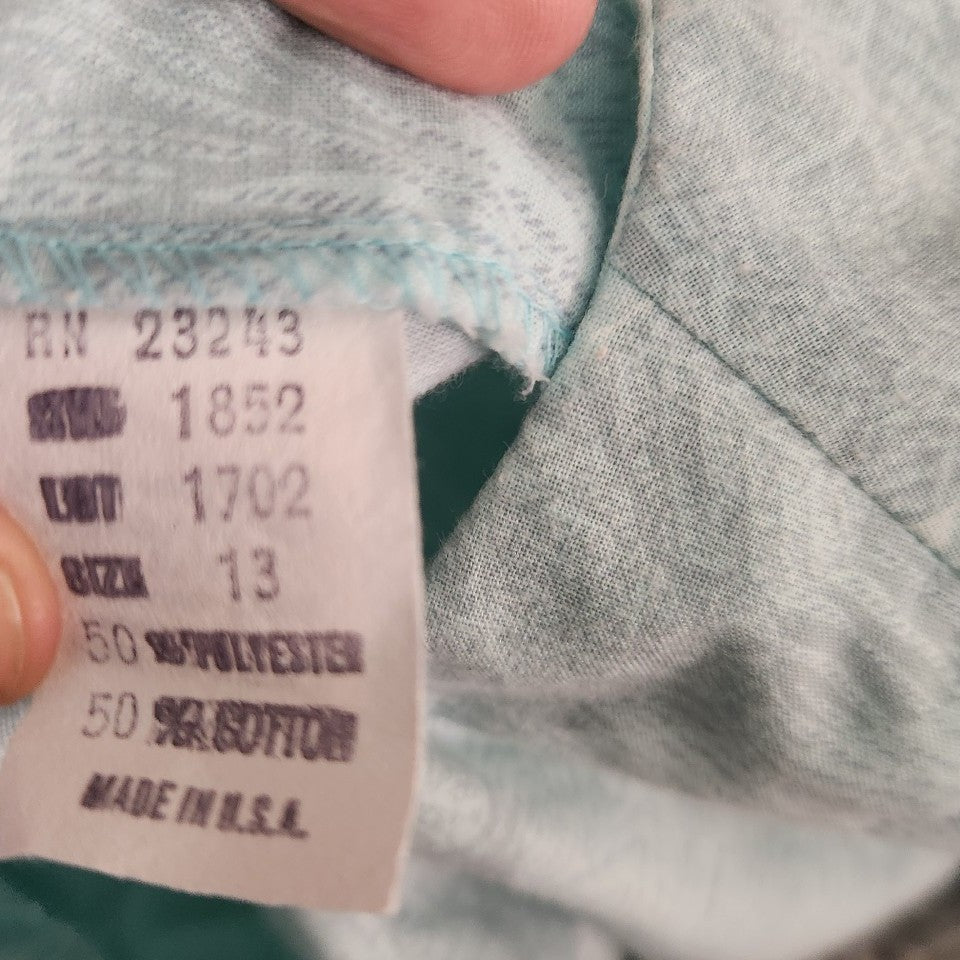 RN 23243
1852
LOT 1702
SIZE 13
50 % POLYESTER
50 % COTTON
MADE IN U.S.A.